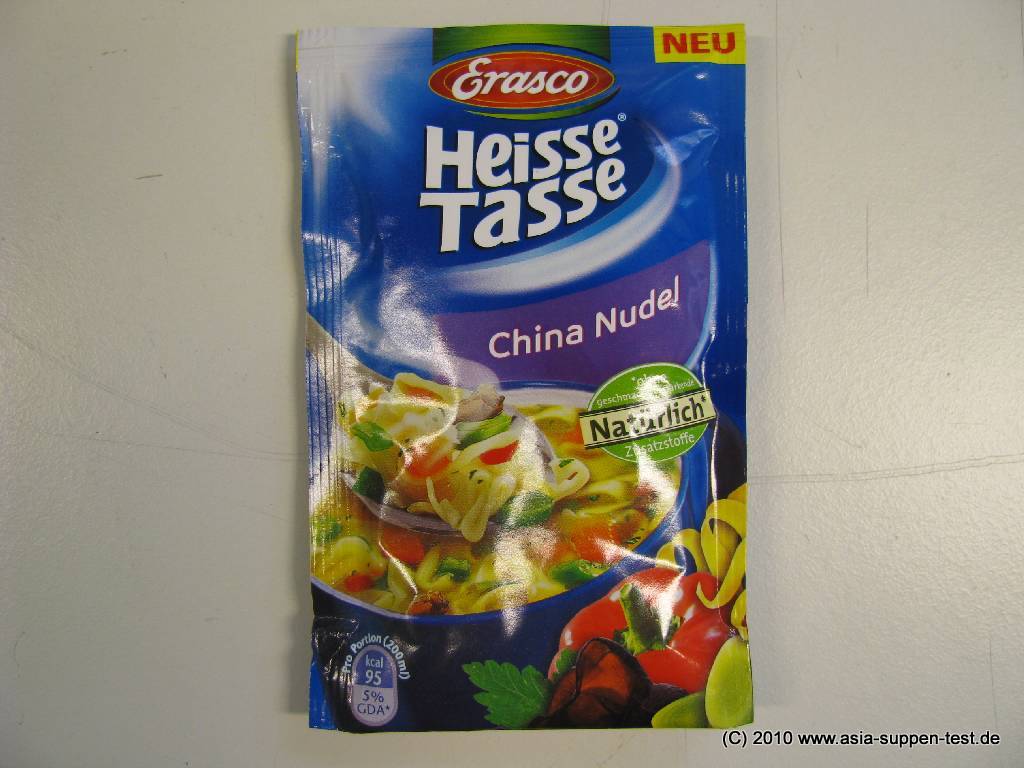 NEU
Erasco
Heisse®
Tasse
China Nudel
*ohne
Natürlich*
Zusatzstoffe
Pro Portion (200ml)
kcal
95
5%
GDA*
(C) 2010 www.asia-suppen-test.de